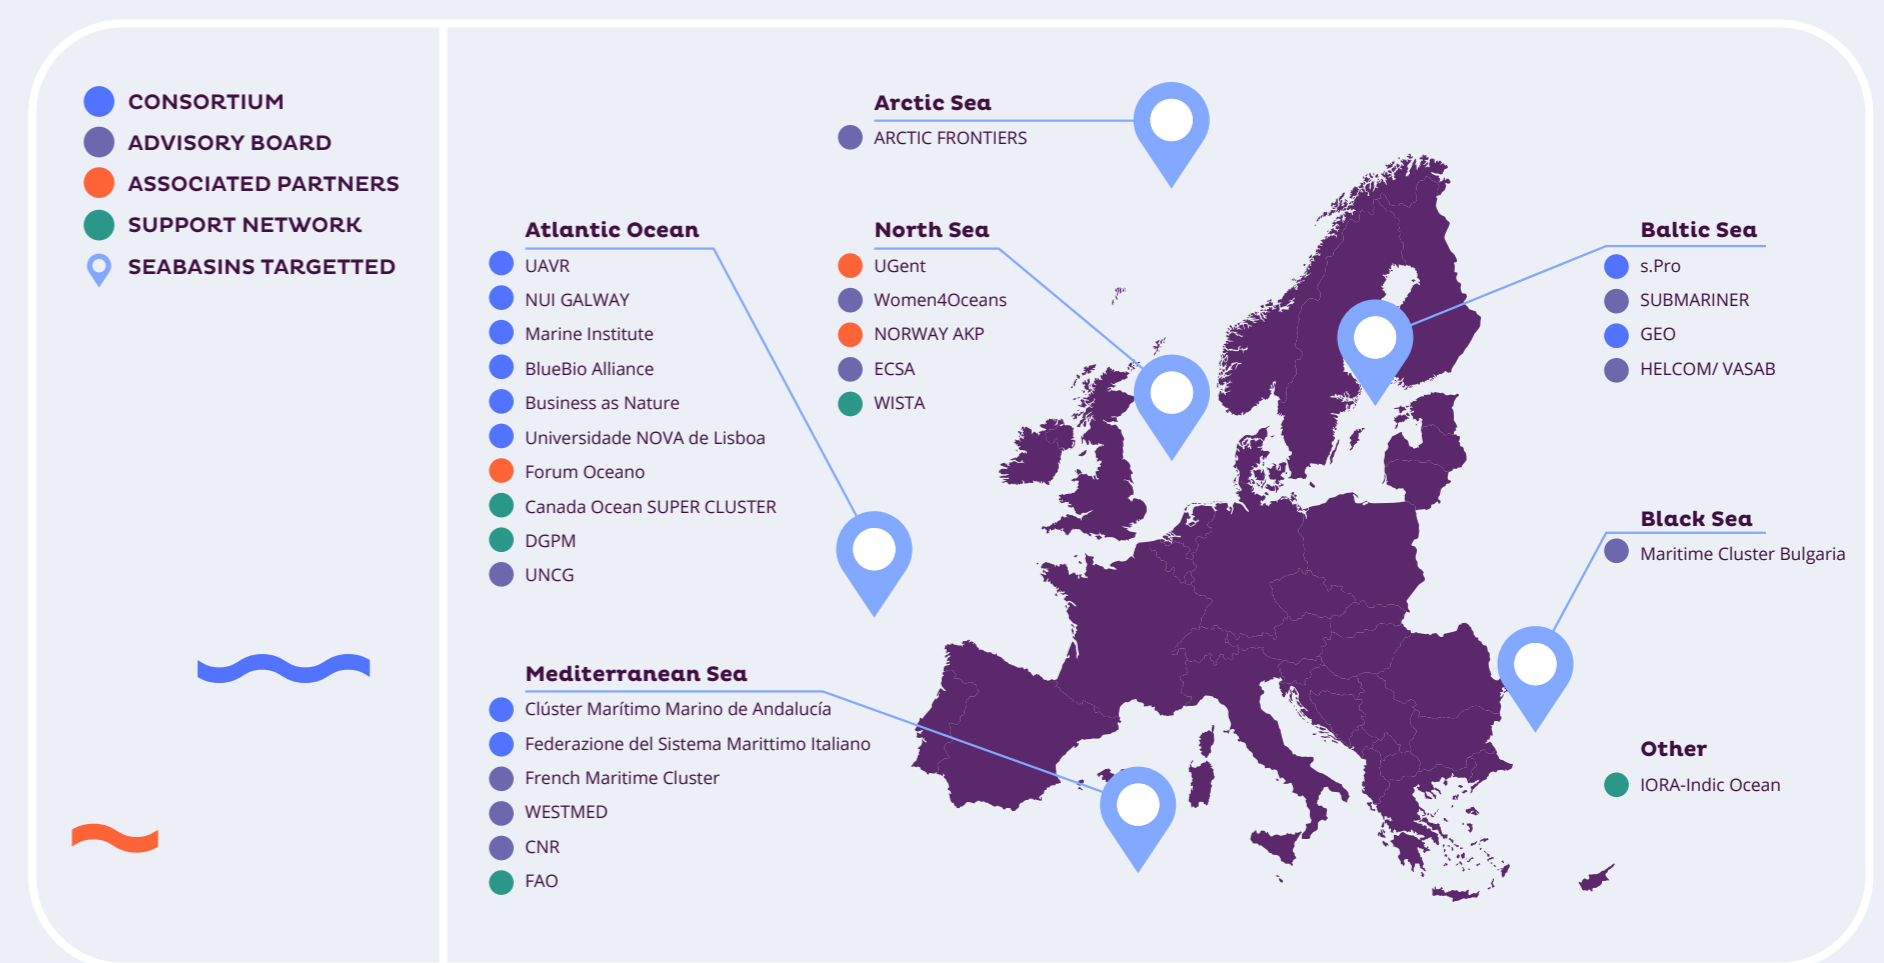 CONSORTIUM
ADVISORY BOARD
ASSOCIATED PARTNERS
SUPPORT NETWORK
SEABASINS TARGETTED
Arctic Sea
ARCTIC FRONTIERS
Atlantic Ocean
UAVR
NUI GALWAY
Marine Institute
BlueBio Alliance
Business as Nature
Universidade NOVA de Lisboa
Forum Oceano
Canada Ocean SUPER CLUSTER
DGPM
UNCG
North Sea
UGent
Women4Oceans
NORWAY AKP
ECSA
WISTA
Baltic Sea
s.Pro
SUBMARINER
GEO
HELCOM/ VASAB
Black Sea
Maritime Cluster Bulgaria
Mediterranean Sea
Clúster Marítimo Marino de Andalucía
Federazione del Sistema Marittimo Italiano
French Maritime Cluster
WESTMED
CNR
FAO
Other
IORA-Indic Ocean